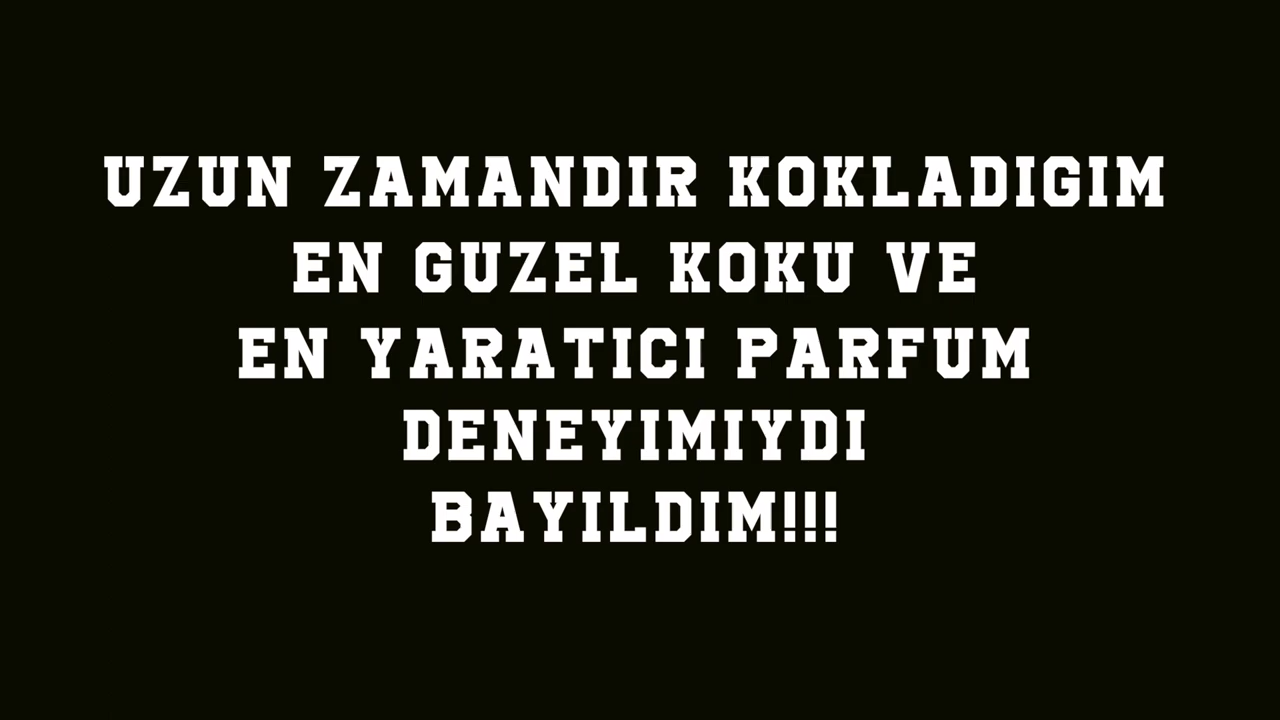 UZUN ZAMANDIR KOKLADIGIM
EN GUZEL KOKU VE
EN YARATICI PARFUM
DENEYIMIYDI
BAYILDIM!!!